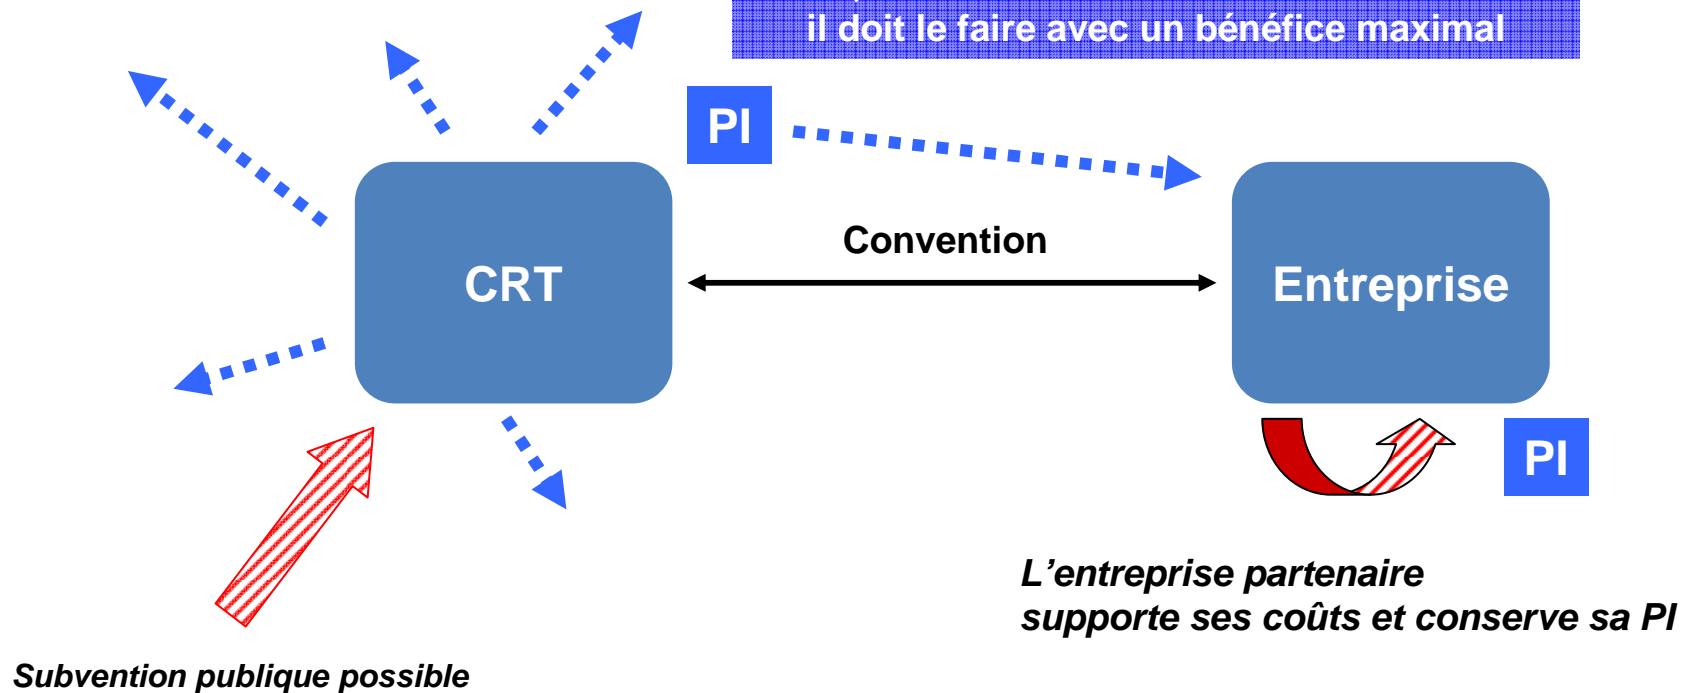 il doit le faire avec un bénéfice maximal
PI
Convention
CRT
Entreprise
PI
L’entreprise partenaire
supporte ses coûts et conserve sa PI
Subvention publique possible